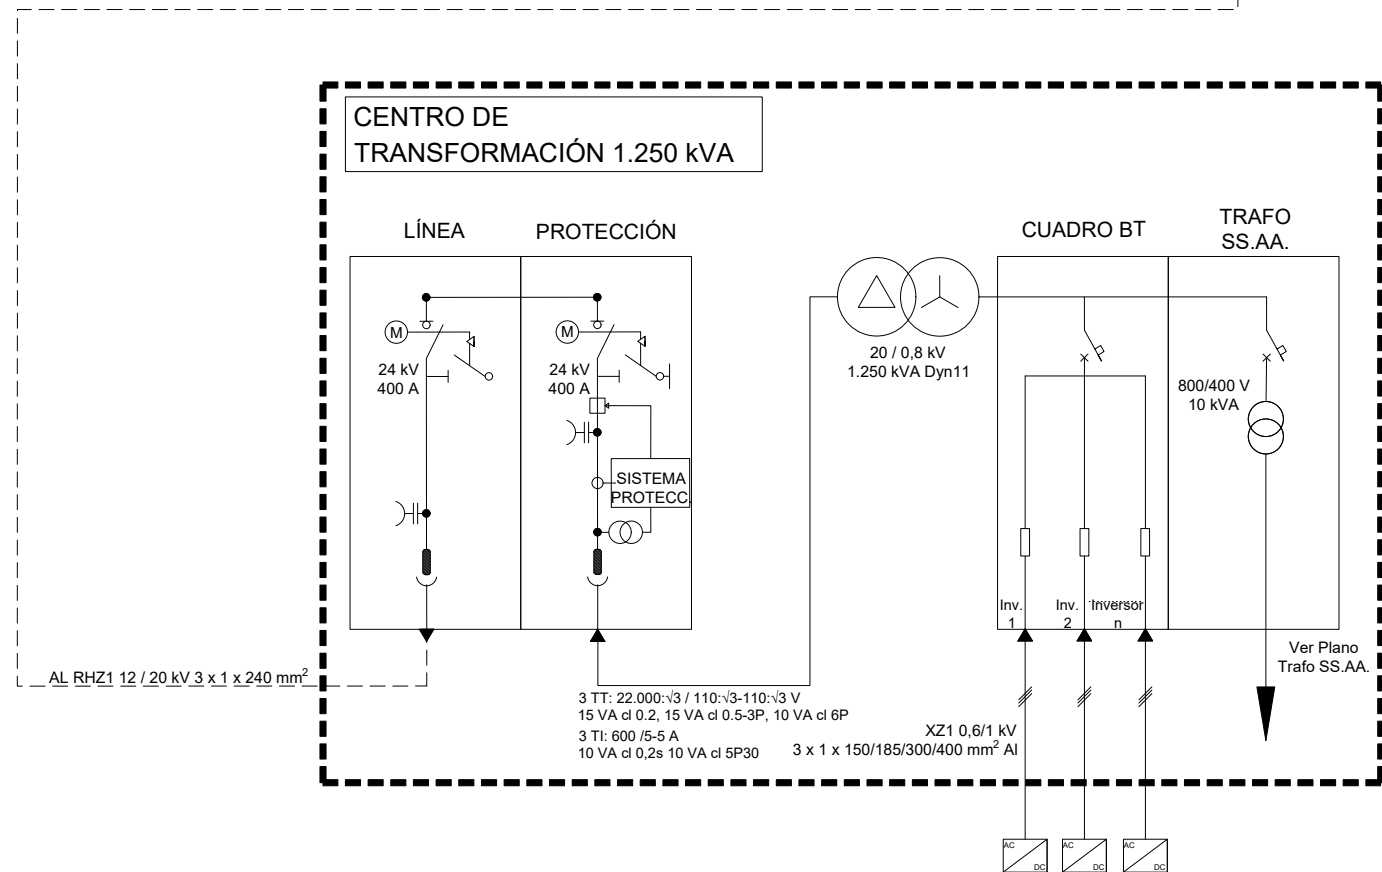 CENTRO DE
TRANSFORMACIÓN 1.250 kVA
LÍNEA
PROTECCIÓN
CUADRO BT
TRAFO
SS.AA.
M
24 kV
400 A
M
24 kV
400 A
SISTEMA
PROTECC.
20 / 0,8 kV
1.250 kVA Dyn11
800/400 V
10 kVA
Inv.
1
Inv.
2
Inversor
n
Ver Plano
Trafo SS.AA.
AL RHZ1 12 / 20 kV 3 x 1 x 240 mm²
3 TT: 22.000:√3 / 110:√3-110:√3 V
15 VA cl 0.2, 15 VA cl 0.5-3P, 10 VA cl 6P
3 TI: 600 /5-5 A
10 VA cl 0,2s 10 VA cl 5P30
XZ1 0,6/1 kV
3 x 1 x 150/185/300/400 mm² Al
AC
DC
AC
DC
AC
DC